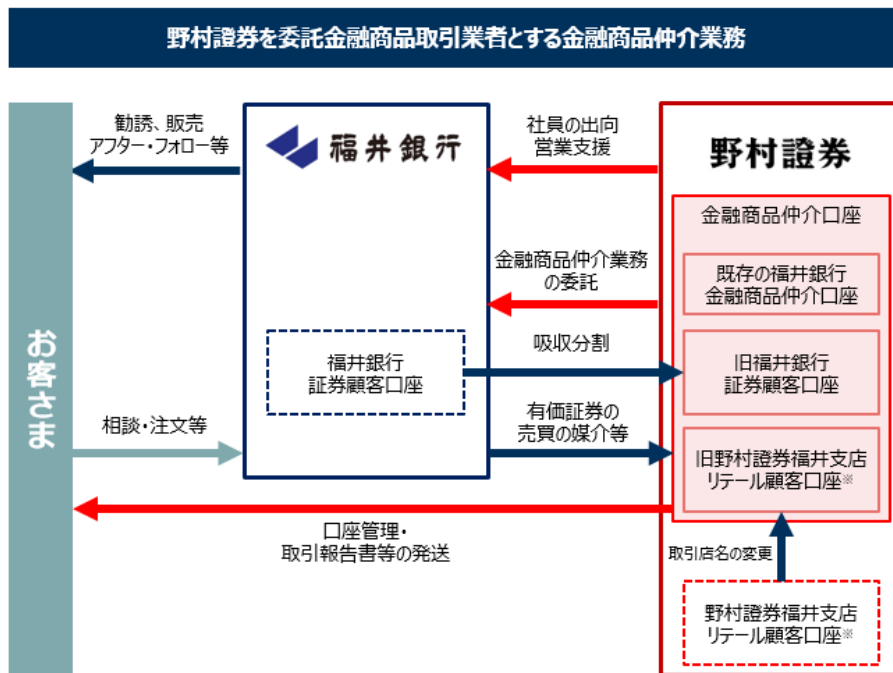 野村證券を委託金融商品取引業者とする金融商品仲介業務
お客さま
勧誘、販売
アフター・フォロー等
相談・注文等
福井銀行
福井銀行
証券顧客口座
社員の出向
営業支援
金融商品仲介業務
の委託
吸収分割
有価証券の
売買の媒介等
口座管理・
取引報告書等の発送
野村證券
金融商品仲介口座
既存の福井銀行
金融商品仲介口座
旧福井銀行
証券顧客口座
旧野村證券福井支店
リテール顧客口座※
取引店名の変更
野村證券福井支店
リテール顧客口座※